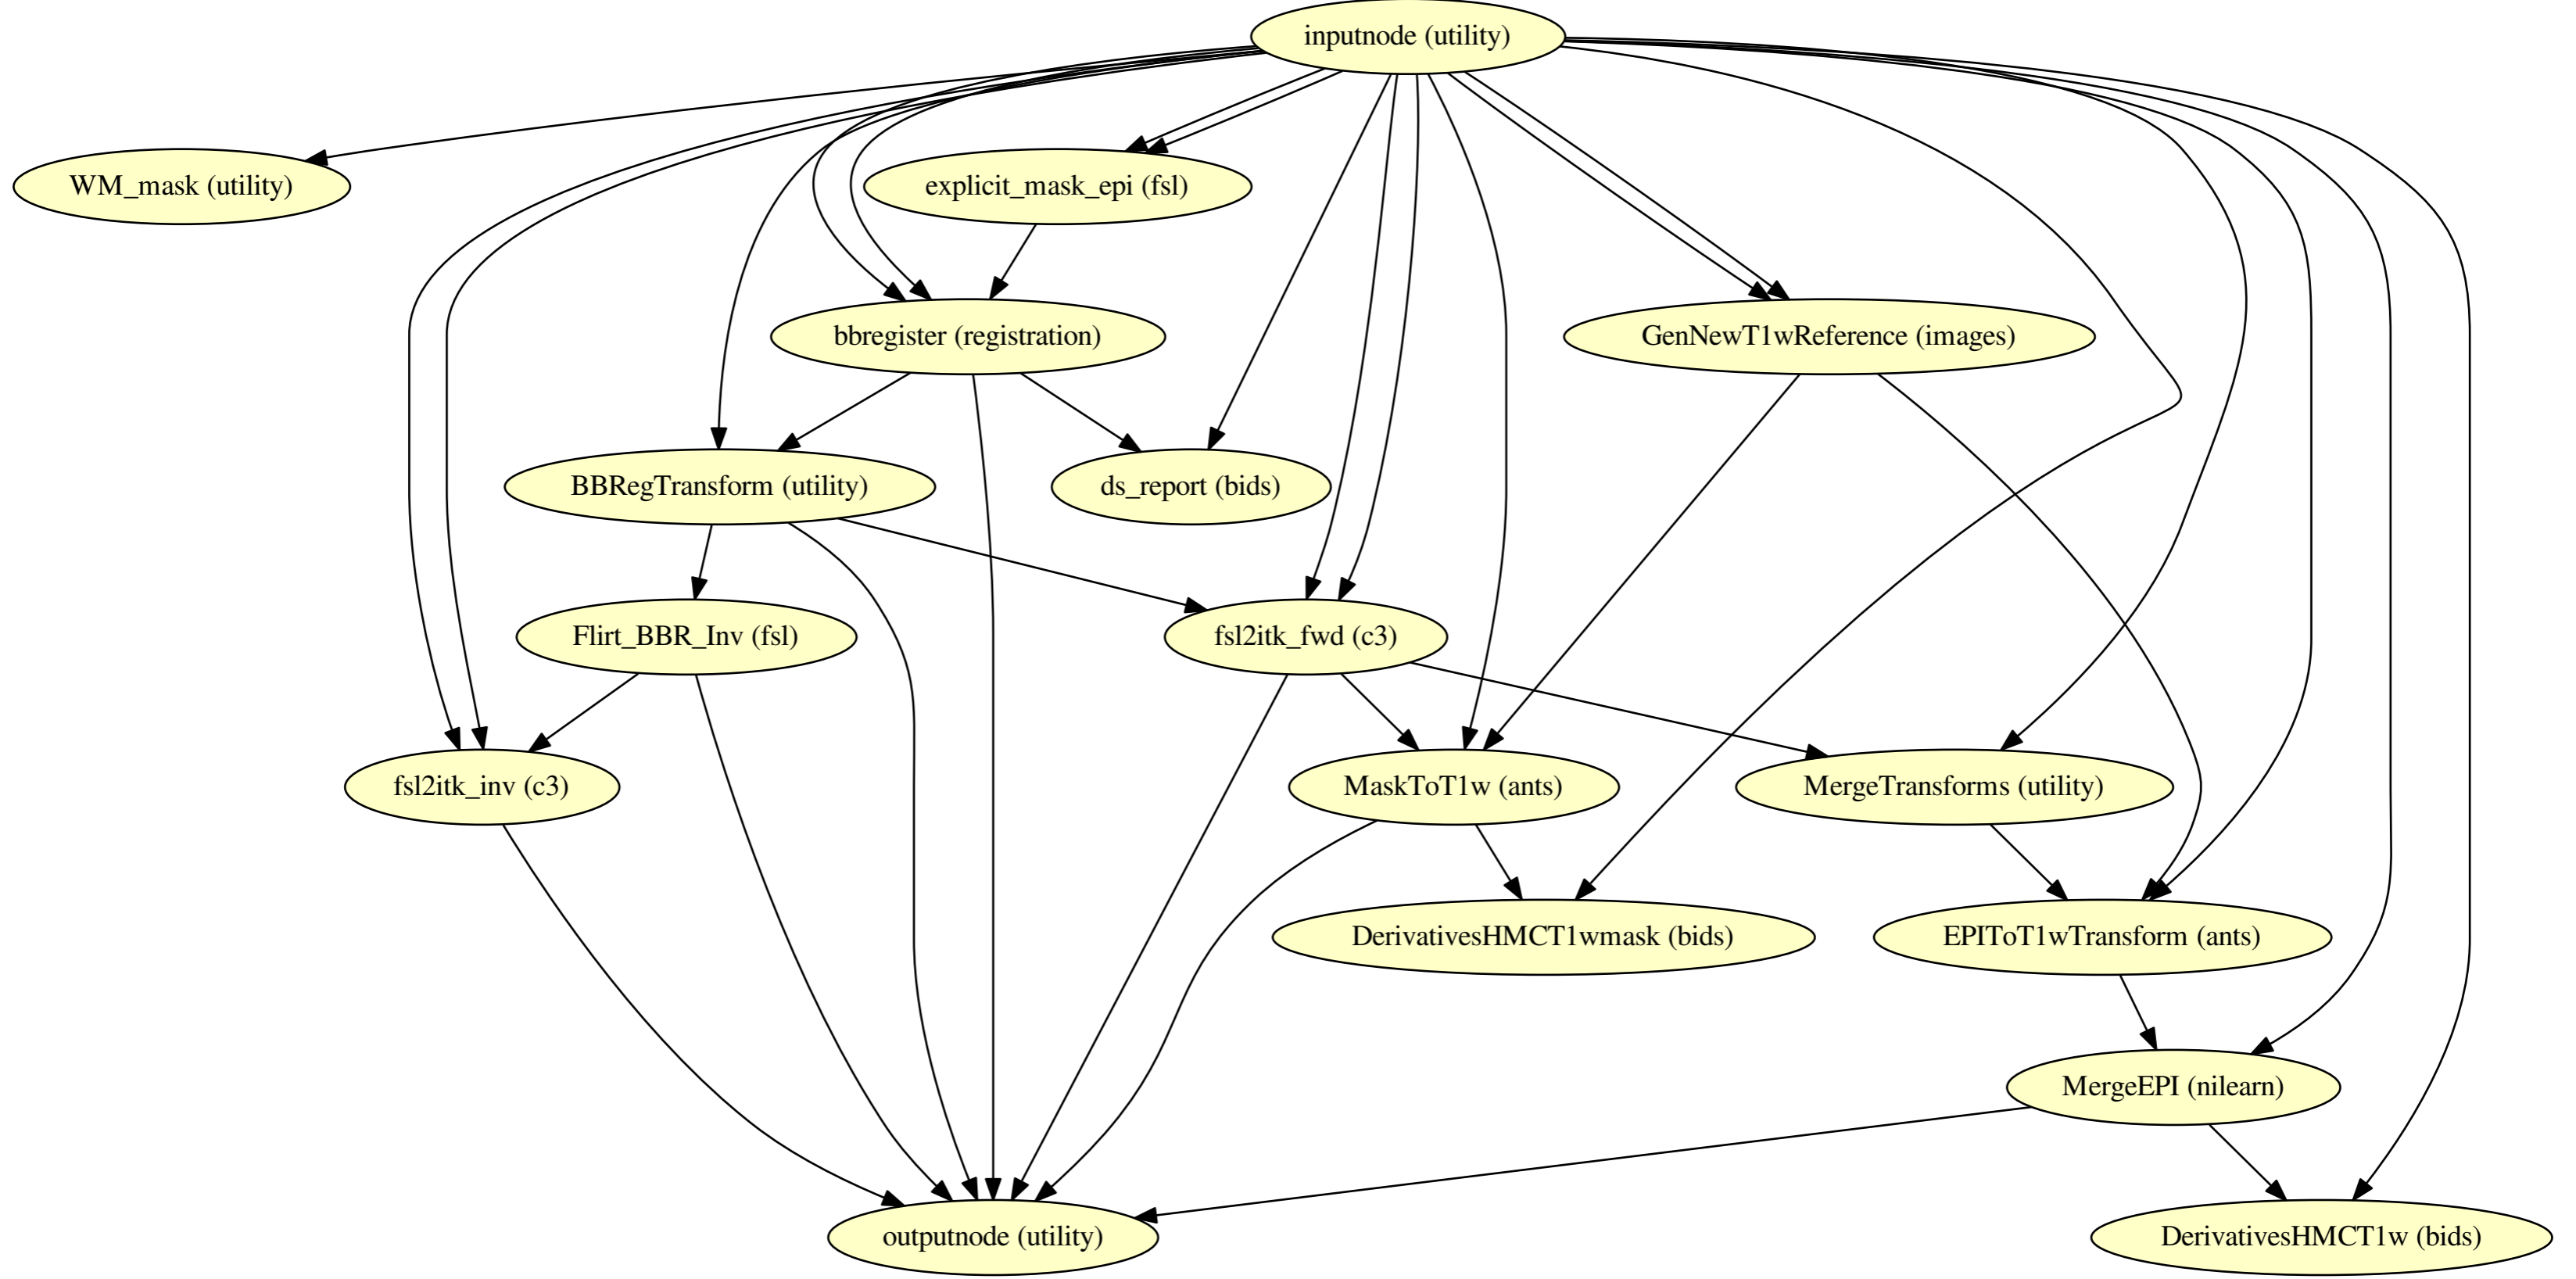 inputnode (utility)
WM_mask (utility)
explicit_mask_epi (fsl)
bbregister (registration)
GenNewT1wReference (images)
BBRegTransform (utility)
ds_report (bids)
Flirt_BBR_Inv (fsl)
fsl2itk_fwd (c3)
fsl2itk_inv (c3)
MaskToT1w (ants)
MergeTransforms (utility)
DerivativesHMCT1wmask (bids)
EPIToT1wTransform (ants)
MergeEPI (nilearn)
outputnode (utility)
DerivativesHMCT1w (bids)